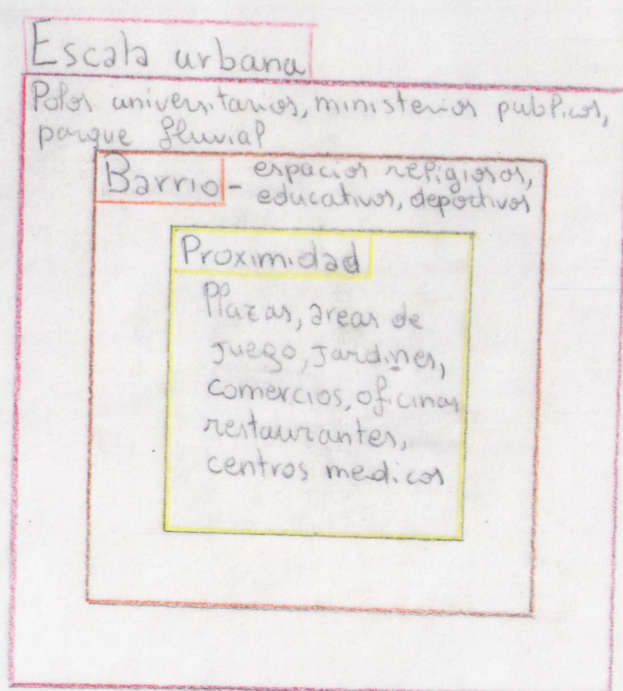 Escala urbana
Polos universitarios, ministerios publicos,
parque fluvial
Barrio - espacios religiosos,
educativos, deportivos
Proximidad
Plazas, areas de
juego, jardines,
comercios, oficinas
restaurantes,
centros medicos